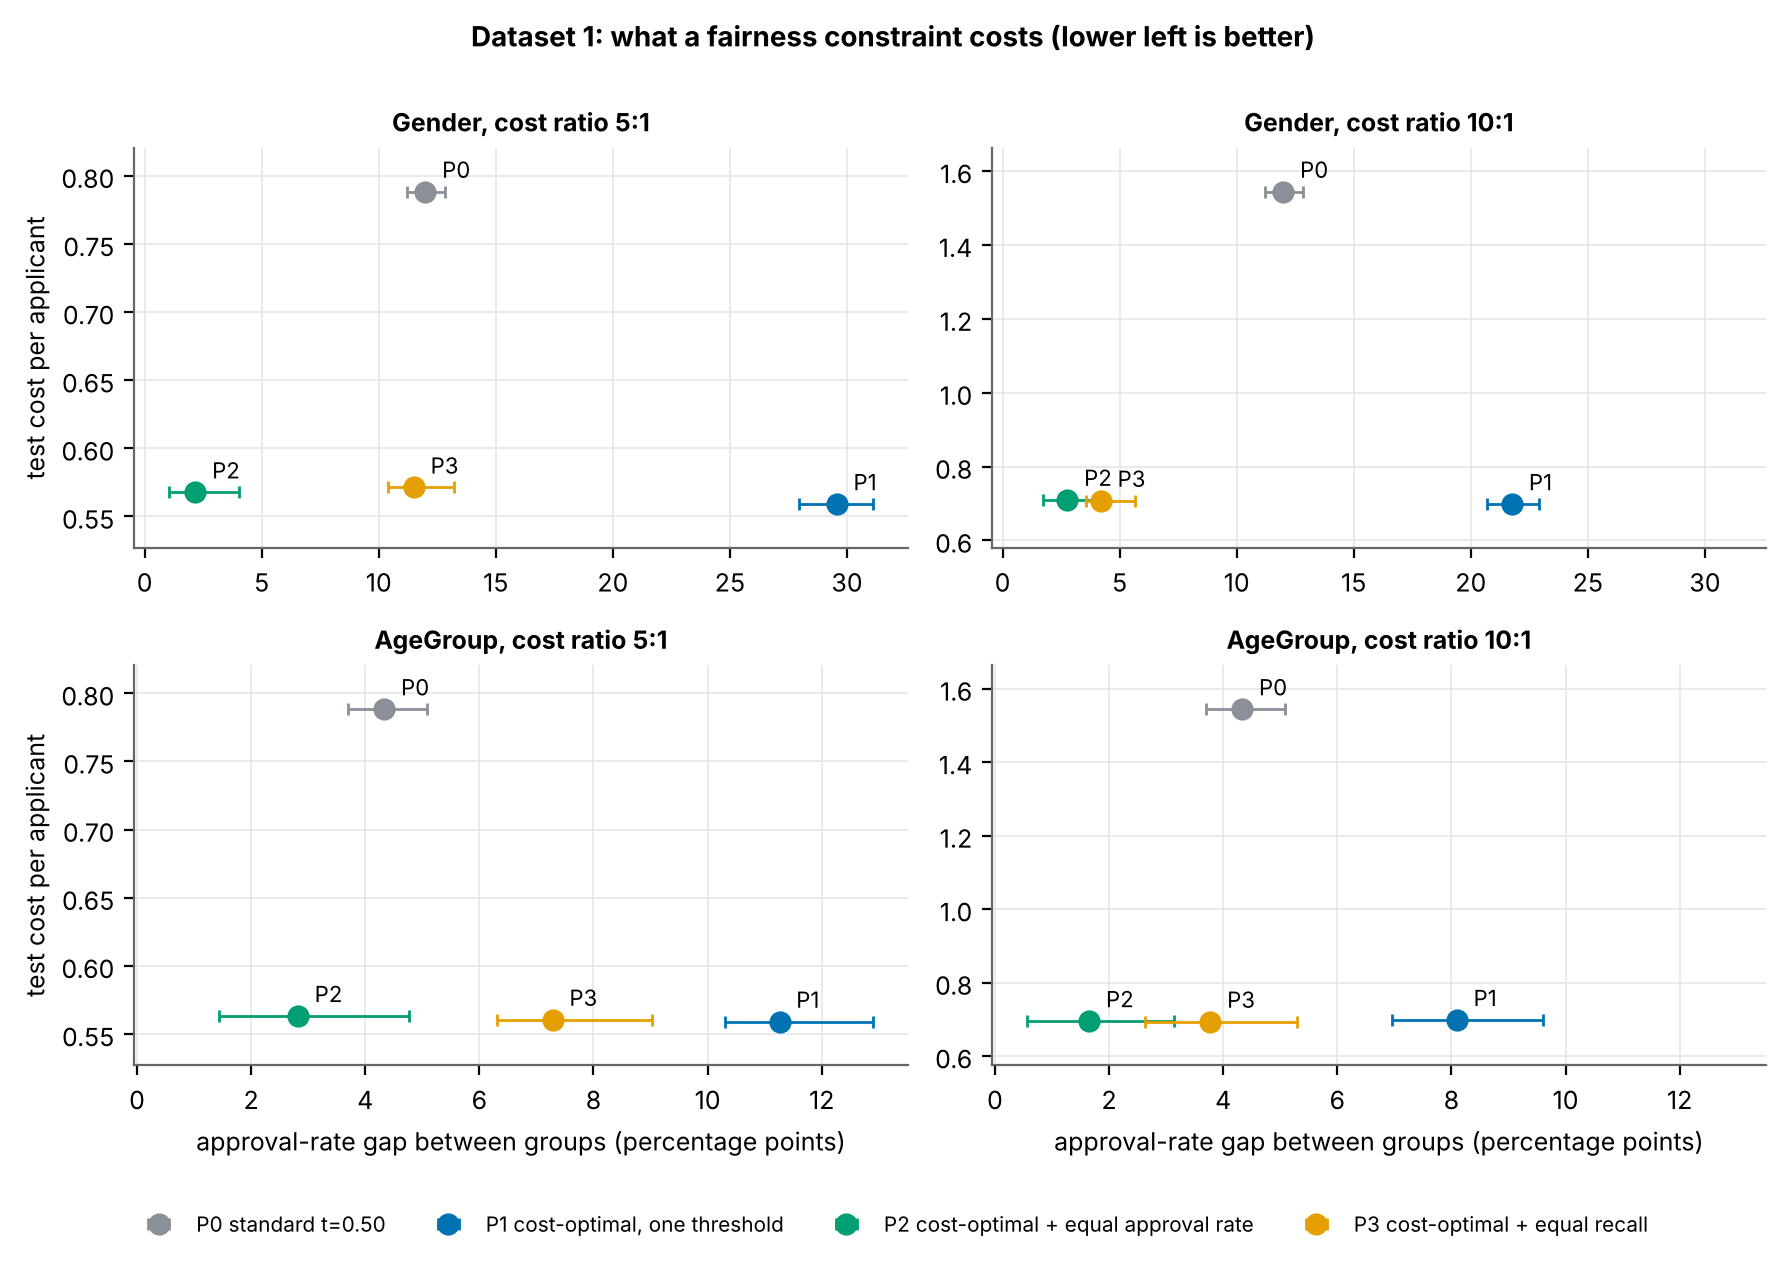 Dataset 1: what a fairness constraint costs (lower left is better)
Gender, cost ratio 5:1
test cost per applicant
0.80
0.75
0.70
0.65
0.60
0.55
P0
P2
P3
P1
0 5 10 15 20 25 30
Gender, cost ratio 10:1
1.6
1.4
1.2
1.0
0.8
0.6
P0
P2 P3
P1
0 5 10 15 20 25 30
AgeGroup, cost ratio 5:1
test cost per applicant
0.80
0.75
0.70
0.65
0.60
0.55
P0
P2
P3
P1
0 2 4 6 8 10 12
approval-rate gap between groups (percentage points)
AgeGroup, cost ratio 10:1
1.6
1.4
1.2
1.0
0.8
0.6
P0
P2
P3
P1
0 2 4 6 8 10 12
approval-rate gap between groups (percentage points)
P0 standard t=0.50 P1 cost-optimal, one threshold P2 cost-optimal + equal approval rate P3 cost-optimal + equal recall